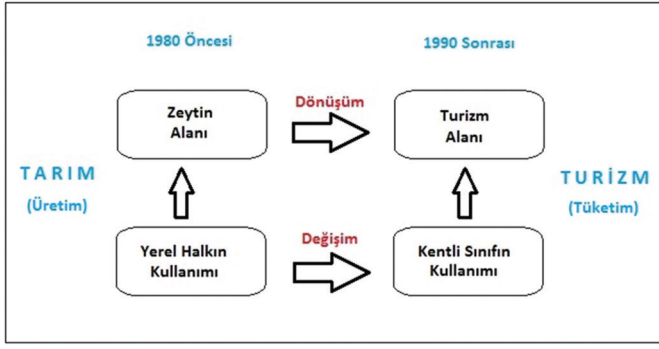 1980 Öncesi
1990 Sonrası
Zeytin
Alanı
Dönüşüm
Turizm
Alanı
TARIM
(Üretim)
TURİZM
(Tüketim)
Yerel Halkın
Kullanımı
Değişim
Kentli Sınıfın
Kullanımı